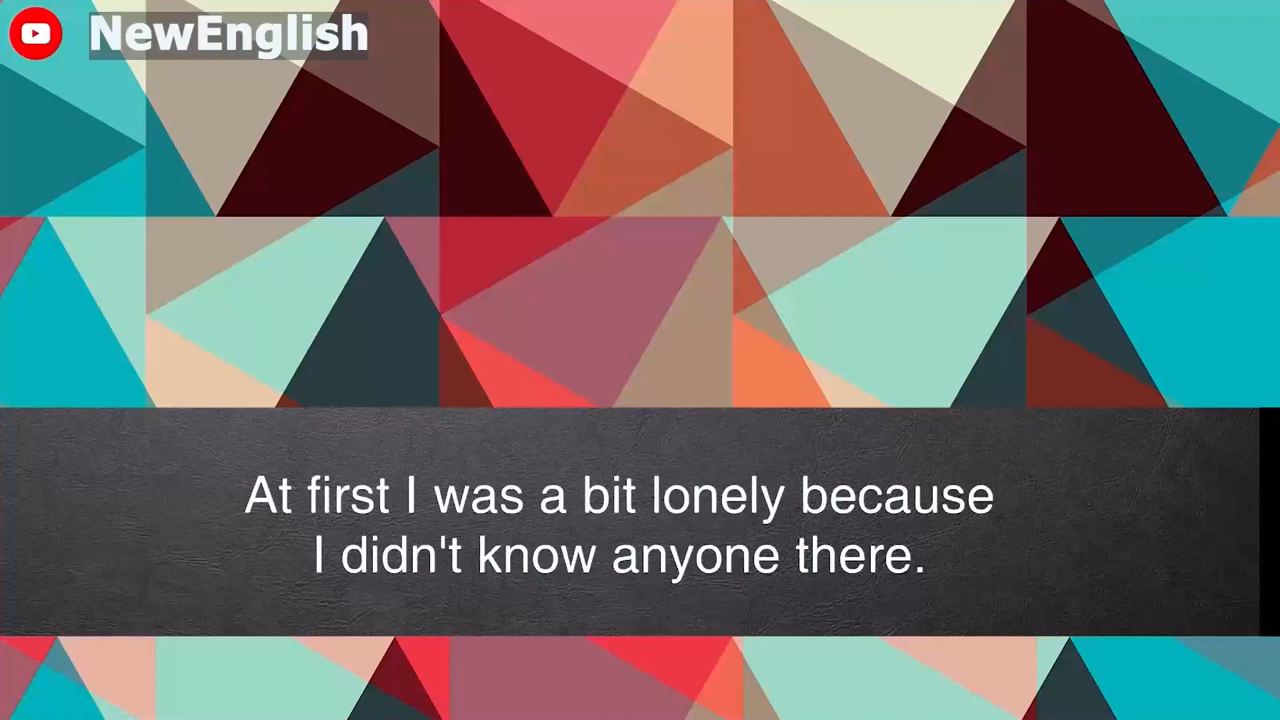 NewEnglish
At first I was a bit lonely because
I didn't know anyone there.